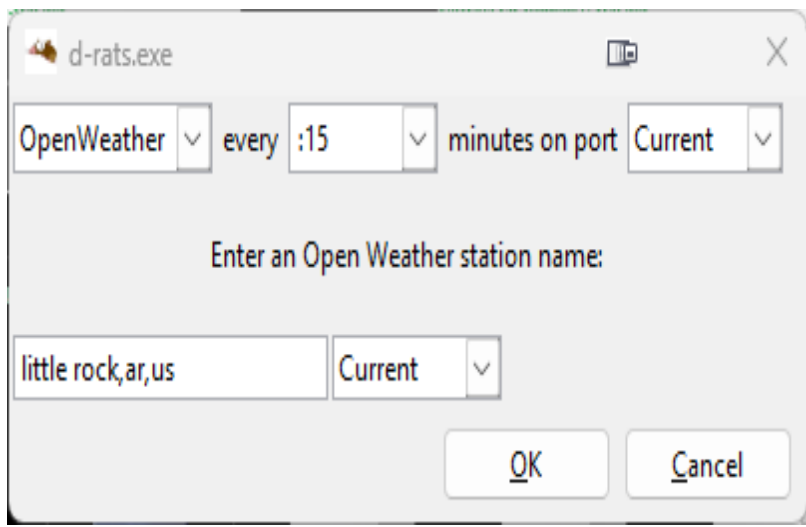 d-rats.exe
OpenWeather every :15 minutes on port Current
Enter an Open Weather station name:
little rock,ar,us Current
OK Cancel